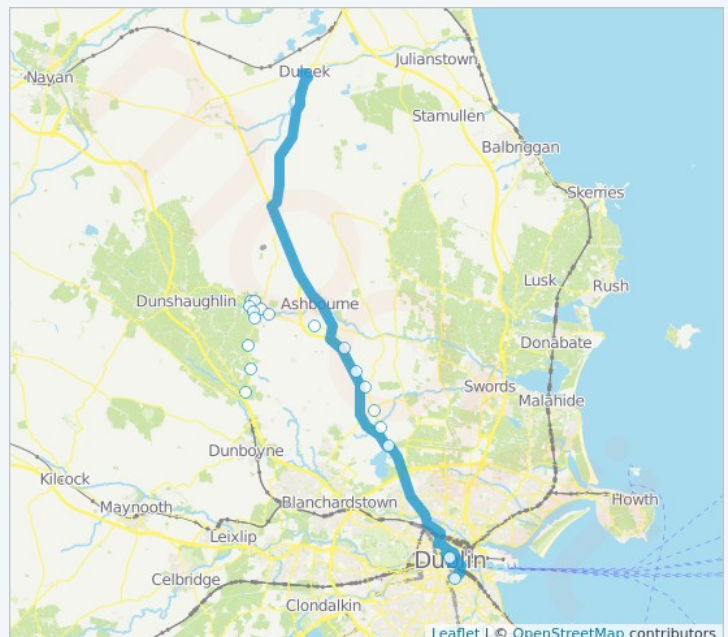 Navan
Duleek
Julianstown
Stamullen
Balbriggan
Skerries
Lusk
Rush
Dunshaughlin
Ashbourne
Donabate
Swords
Malahide
Dunboyne
Kilcock
Maynooth
Blanchardstown
Howth
Leixlip
Dublin
Celbridge
Clondalkin
Leaflet | © OpenStreetMap contributors